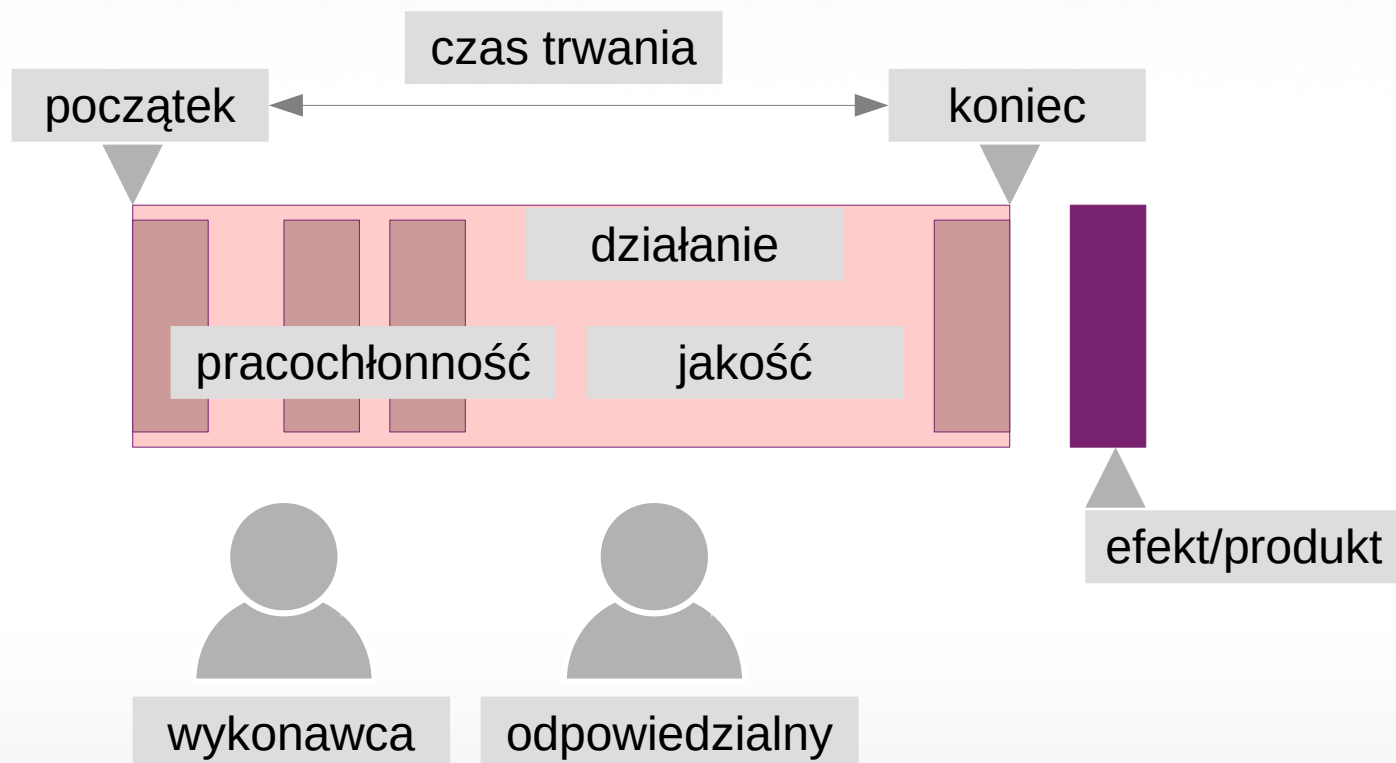 czas trwania
początek
koniec
działanie
pracochłonność
jakość
efekt/produkt
wykonawca
odpowiedzialny